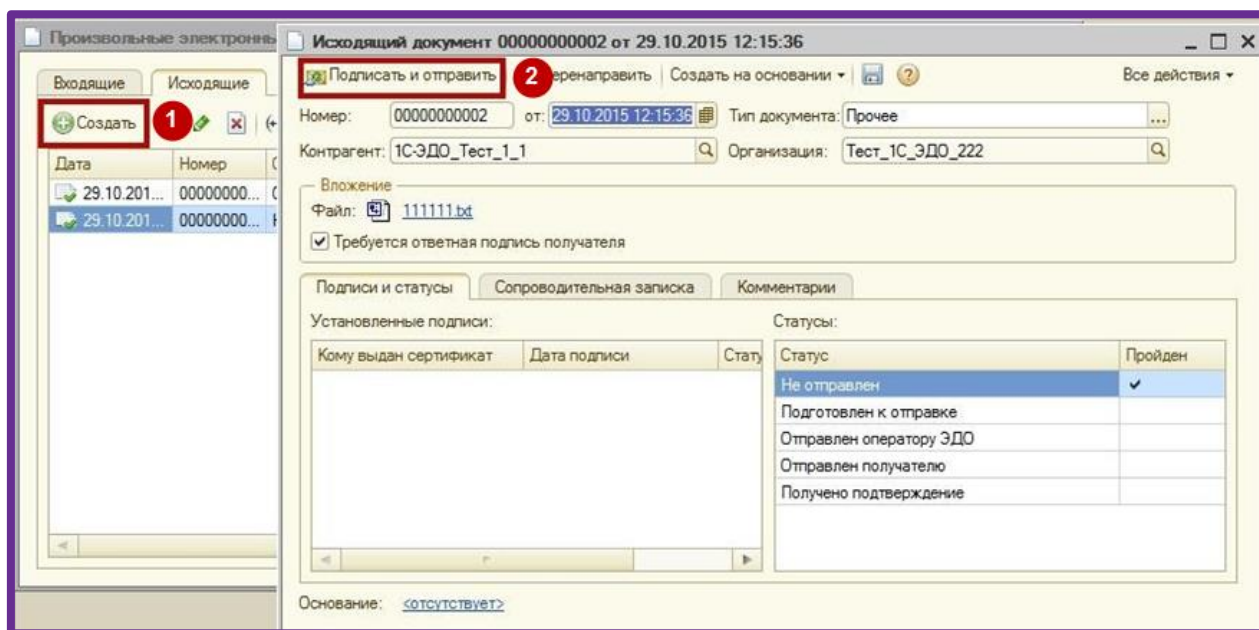 Произвольные электронны
Исходящий документ 00000000002 от 29.10.2015 12:15:36
Входящие Исходящие
Подписать и отправить 2 еренаправить Создать на основании Все действия
Создать 1
Номер: 00000000002 от: 29.10.2015 12:15:36 Тип документа: Прочее ...
Контрагент: 1С-ЭДО_Тест_1_1 Организация: Тест_1С_ЭДО_222
Дата Номер
29.10.201... 00000000...
29.10.201... 00000000...
Вложение
Файл: 111111.txt
Требуется ответная подпись получателя
Подписи и статусы Сопроводительная записка Комментарии
Установленные подписи: Статусы:
Кому выдан сертификат Дата подписи Стату Статус Пройден
Не отправлен
Подготовлен к отправке
Отправлен оператору ЭДО
Отправлен получателю
Получено подтверждение
Основание: <отсутствует>